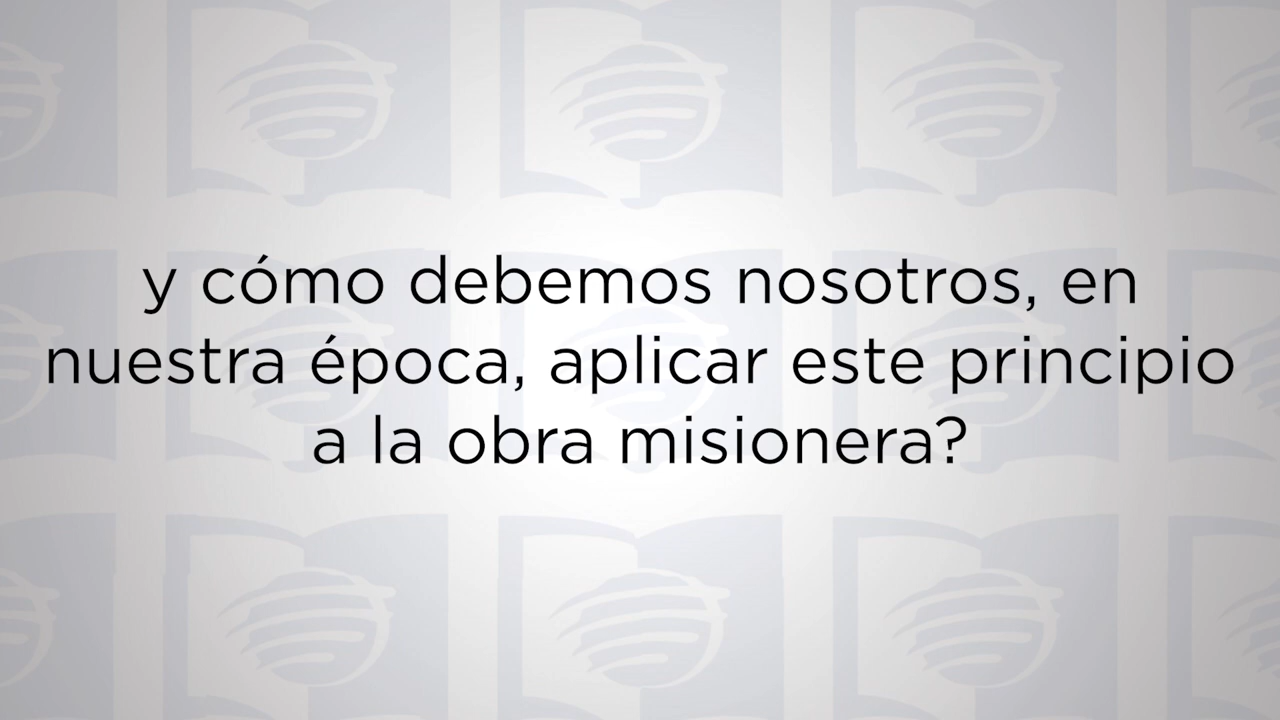 y cómo debemos nosotros, en
nuestra época, aplicar este principio
a la obra misionera?